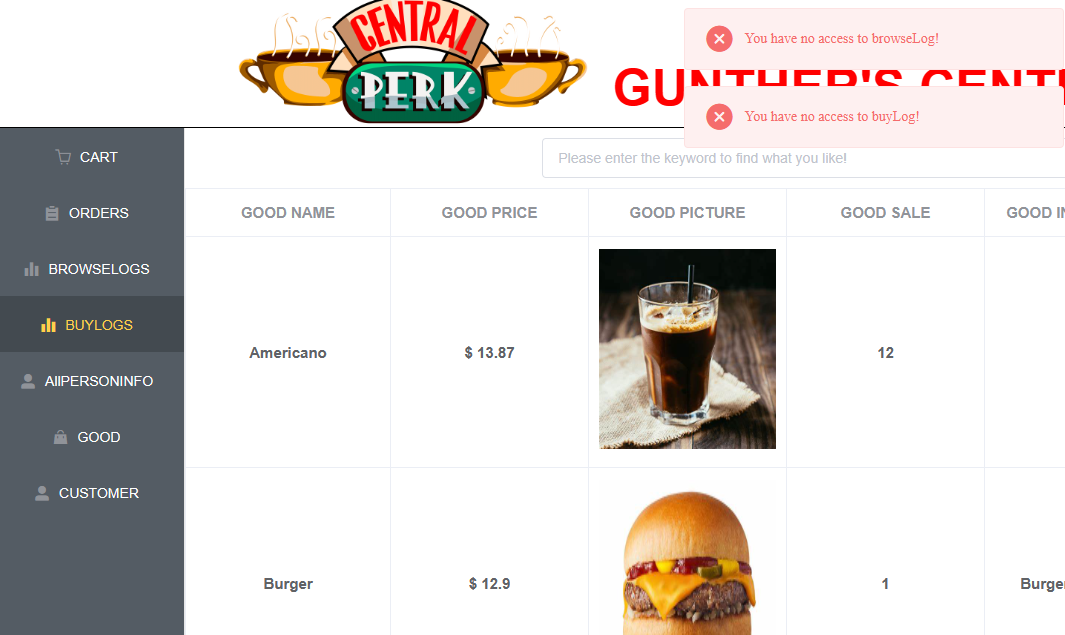 CENTRAL
PERK
GUNTHER'S CENT
You have no access to browseLog!
You have no access to buyLog!
CART
ORDERS
BROWSELOGS
BUYLOGS
AllPERSONINFO
GOOD
CUSTOMER
Please enter the keyword to find what you like!
GOOD NAME
GOOD PRICE
GOOD PICTURE
GOOD SALE
GOOD IN
Americano
$ 13.87
12
Burger
$ 12.9
1
Burger